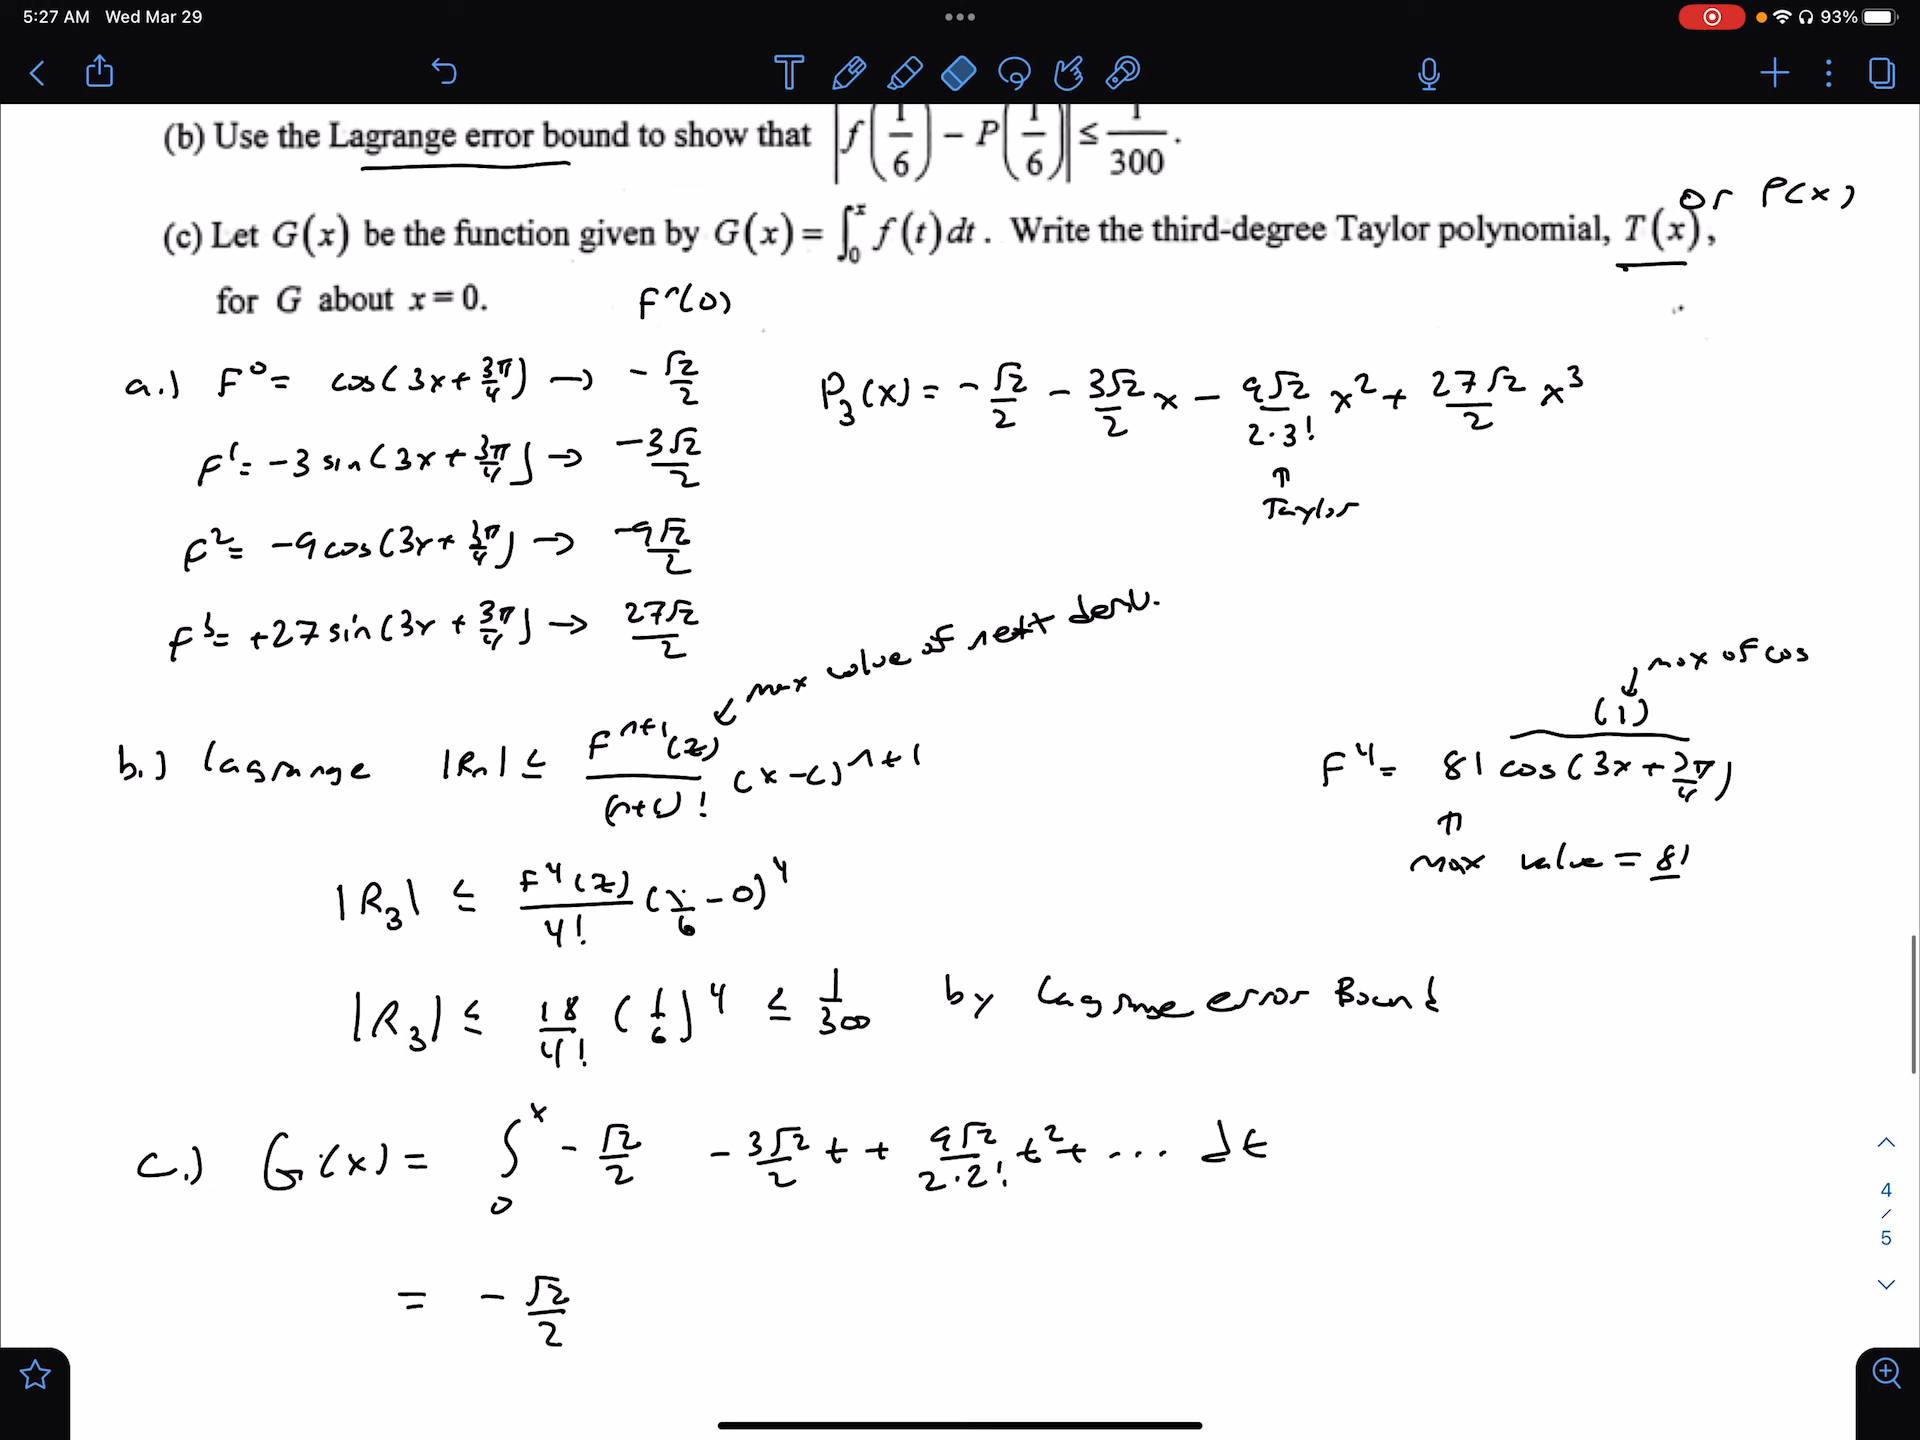 5:27 AM Wed Mar 29
93%
(b) Use the Lagrange error bound to show that |f(1/6) − P(1/6)| ≤ 1/300.
or P(x)
(c) Let G(x) be the function given by G(x) = ∫₀ˣ f(t) dt. Write the third-degree Taylor polynomial, T(x),
for G about x = 0.
Fⁿ(0)
a.) F⁰ = cos(3x + 3π/4) → -√2/2
P₃(x) = -√2/2 - 3√2/2 x - 9√2/(2·3!) x² + 27√2/2 x³
↑
Taylor
F' = -3 sin(3x + 3π/4) → -3√2/2
F² = -9 cos(3x + 3π/4) → -9√2/2
F³ = +27 sin(3x + 3π/4) → 27√2/2
max value of next deriv.
b.) Lagrange |Rn| ≤ Fⁿ⁺¹(z)/(n+1)! (x-c)ⁿ⁺¹
max of cos
(1)
F⁴ = 81 cos(3x + 3π/4)
↑
max value = 81
|R₃| ≤ F⁴(z)/4! (1/6 - 0)⁴
|R₃| ≤ 18/4! (1/6)⁴ ≤ 1/300 by Lagrange error Bound
c.) G(x) = ∫₀ˣ -√2/2 - 3√2/2 t + 9√2/(2·2!) t² + ... dt
= -√2/2
4
/
5